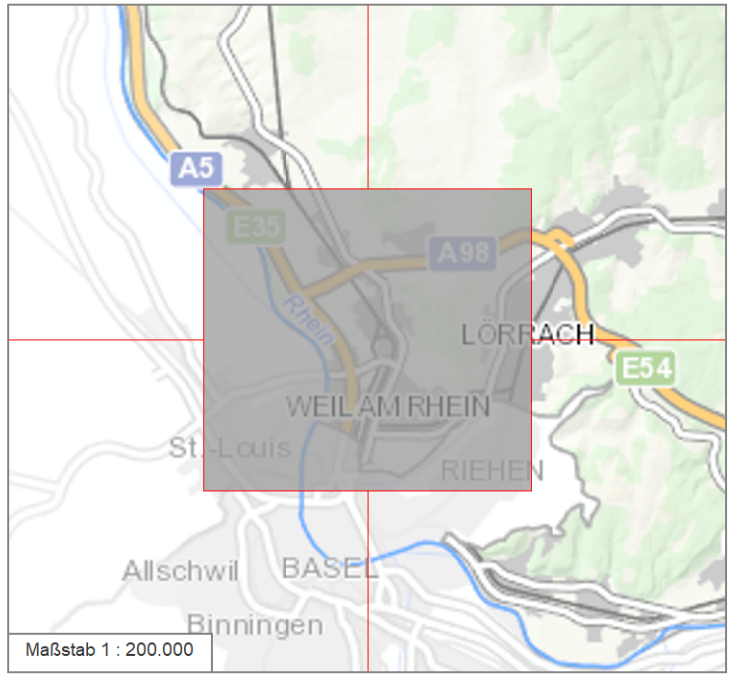 A5
E35
A98
Rhein
LÖRRACH
E54
WEIL AM RHEIN
St.-Louis
RIEHEN
Allschwil
BASEL
Binningen
Maßstab 1 : 200.000